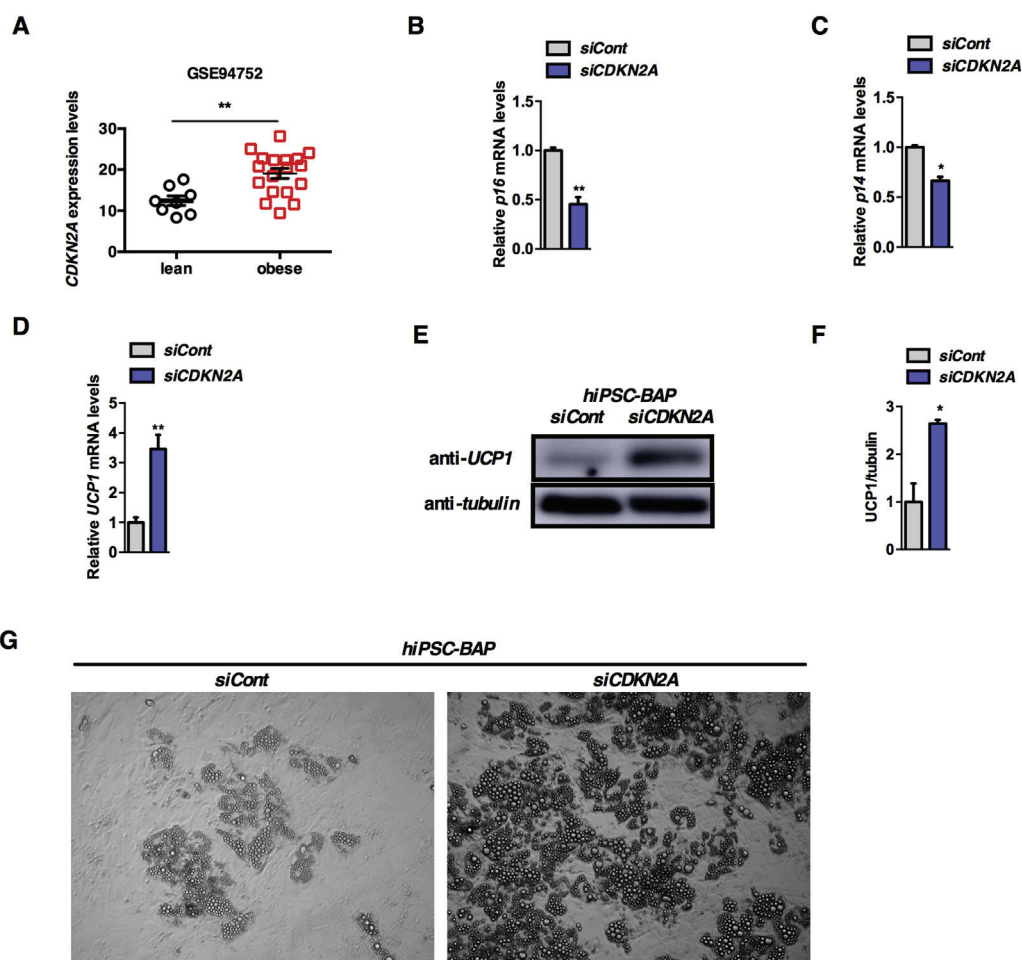 A
GSE94752
**
CDKN2A expression levels
30
20
10
0
lean
obese
B
siCont
siCDKN2A
Relative p16 mRNA levels
1.5
1.0
0.5
0.0
**
C
siCont
siCDKN2A
Relative p14 mRNA levels
1.5
1.0
0.5
0.0
*
D
siCont
siCDKN2A
Relative UCP1 mRNA levels
5
4
3
2
1
0
**
E
hiPSC-BAP
siCont siCDKN2A
anti-UCP1
anti-tubulin
F
siCont
siCDKN2A
UCP1/tubulin
3
2
1
0
*
G
hiPSC-BAP
siCont
siCDKN2A